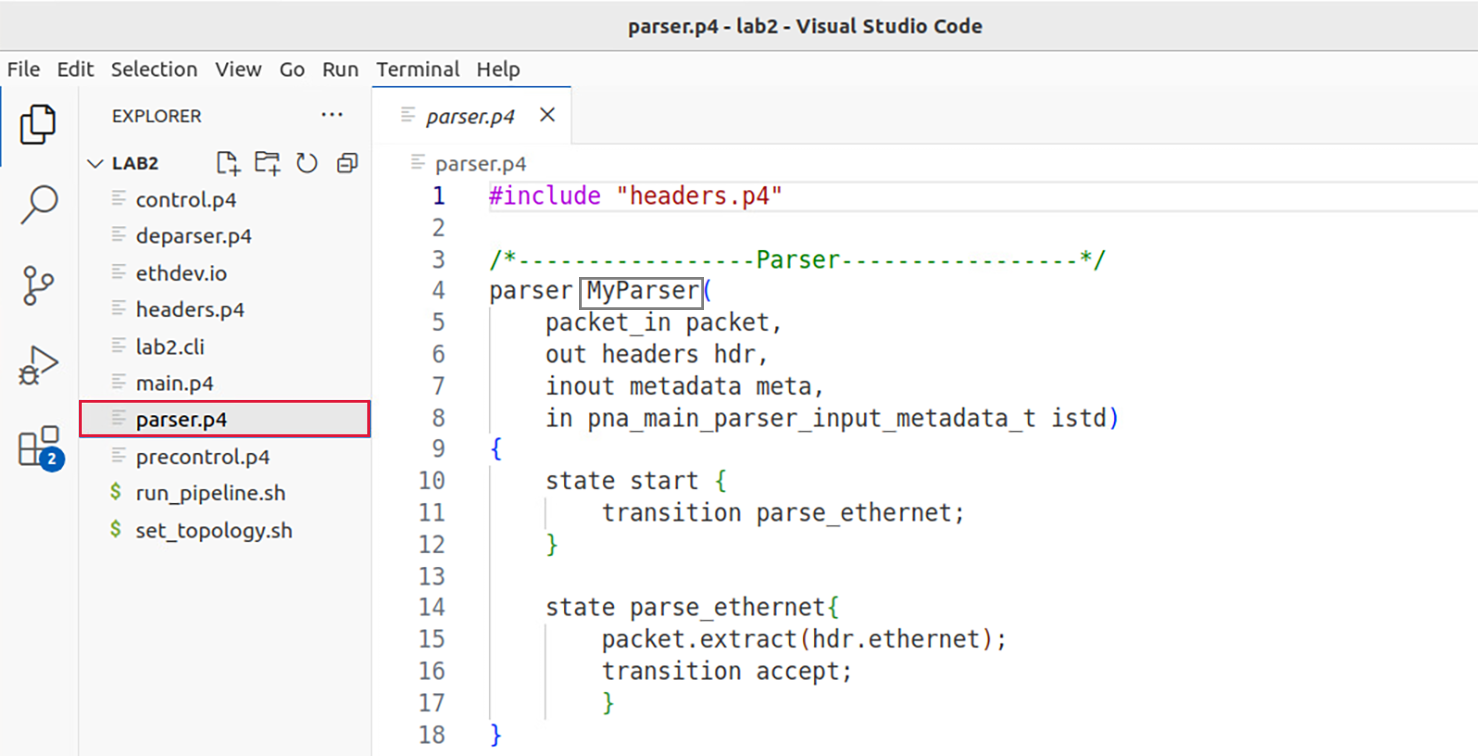 parser.p4 - lab2 - Visual Studio Code
File Edit Selection View Go Run Terminal Help
EXPLORER ···
LAB2
control.p4
deparser.p4
ethdev.io
headers.p4
lab2.cli
main.p4
parser.p4
precontrol.p4
$ run_pipeline.sh
$ set_topology.sh
2
parser.p4
parser.p4
1 #include "headers.p4"
2
3 /*-----------------Parser-----------------*/
4 parser MyParser(
5     packet_in packet,
6     out headers hdr,
7     inout metadata meta,
8     in pna_main_parser_input_metadata_t istd)
9 {
10     state start {
11         transition parse_ethernet;
12     }
13
14     state parse_ethernet{
15         packet.extract(hdr.ethernet);
16         transition accept;
17         }
18 }